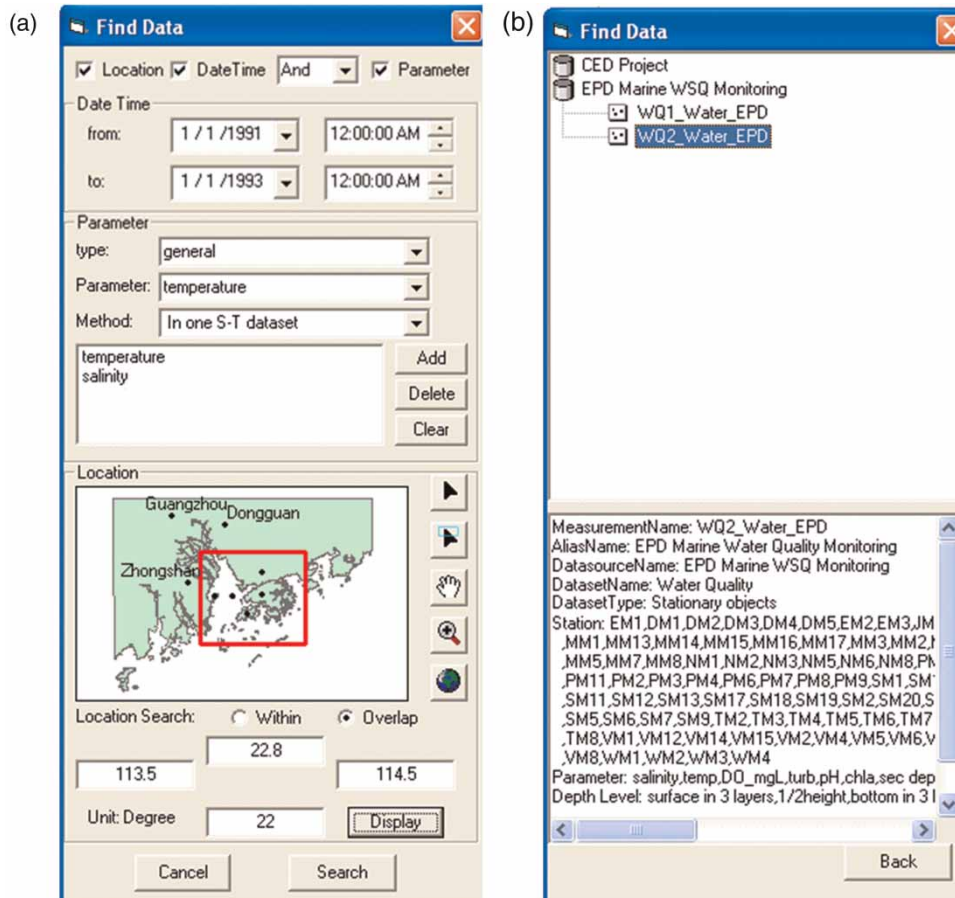 (a)
Find Data
Location DateTime And Parameter
Date Time
from: 1 / 1 /1991 12:00:00 AM
to: 1 / 1 /1993 12:00:00 AM
Parameter
type: general
Parameter: temperature
Method: In one S-T dataset
temperature
salinity
Add
Delete
Clear
Location
Guangzhou
Dongguan
Zhongshan
Location Search: Within Overlap
22.8
113.5 114.5
Unit: Degree 22 Display
Cancel Search
(b)
Find Data
CED Project
EPD Marine WSQ Monitoring
WQ1_Water_EPD
WQ2_Water_EPD
MeasurementName: WQ2_Water_EPD
AliasName: EPD Marine Water Quality Monitoring
DatasourceName: EPD Marine WSQ Monitoring
DatasetName: Water Quality
DatasetType: Stationary objects
Station: EM1,DM1,DM2,DM3,DM4,DM5,EM2,EM3,JM
,MM1,MM13,MM14,MM15,MM16,MM17,MM3,MM2,
,MM5,MM7,MM8,NM1,NM2,NM3,NM5,NM6,NM8,
,PM11,PM2,PM3,PM4,PM6,PM7,PM8,PM9,SM1,
,SM11,SM12,SM13,SM17,SM18,SM19,SM2,SM20,S
,SM5,SM6,SM7,SM9,TM2,TM3,TM4,TM5,TM6,TM7
,TM8,VM1,VM12,VM14,VM15,VM2,VM4,VM5,VM6,
,VM8,WM1,WM2,WM3,WM4
Parameter: salinity,temp,DO_mgL,turb,pH,chla,sec dep
Depth Level: surface in 3 layers,1/2height,bottom in 3 l
Back